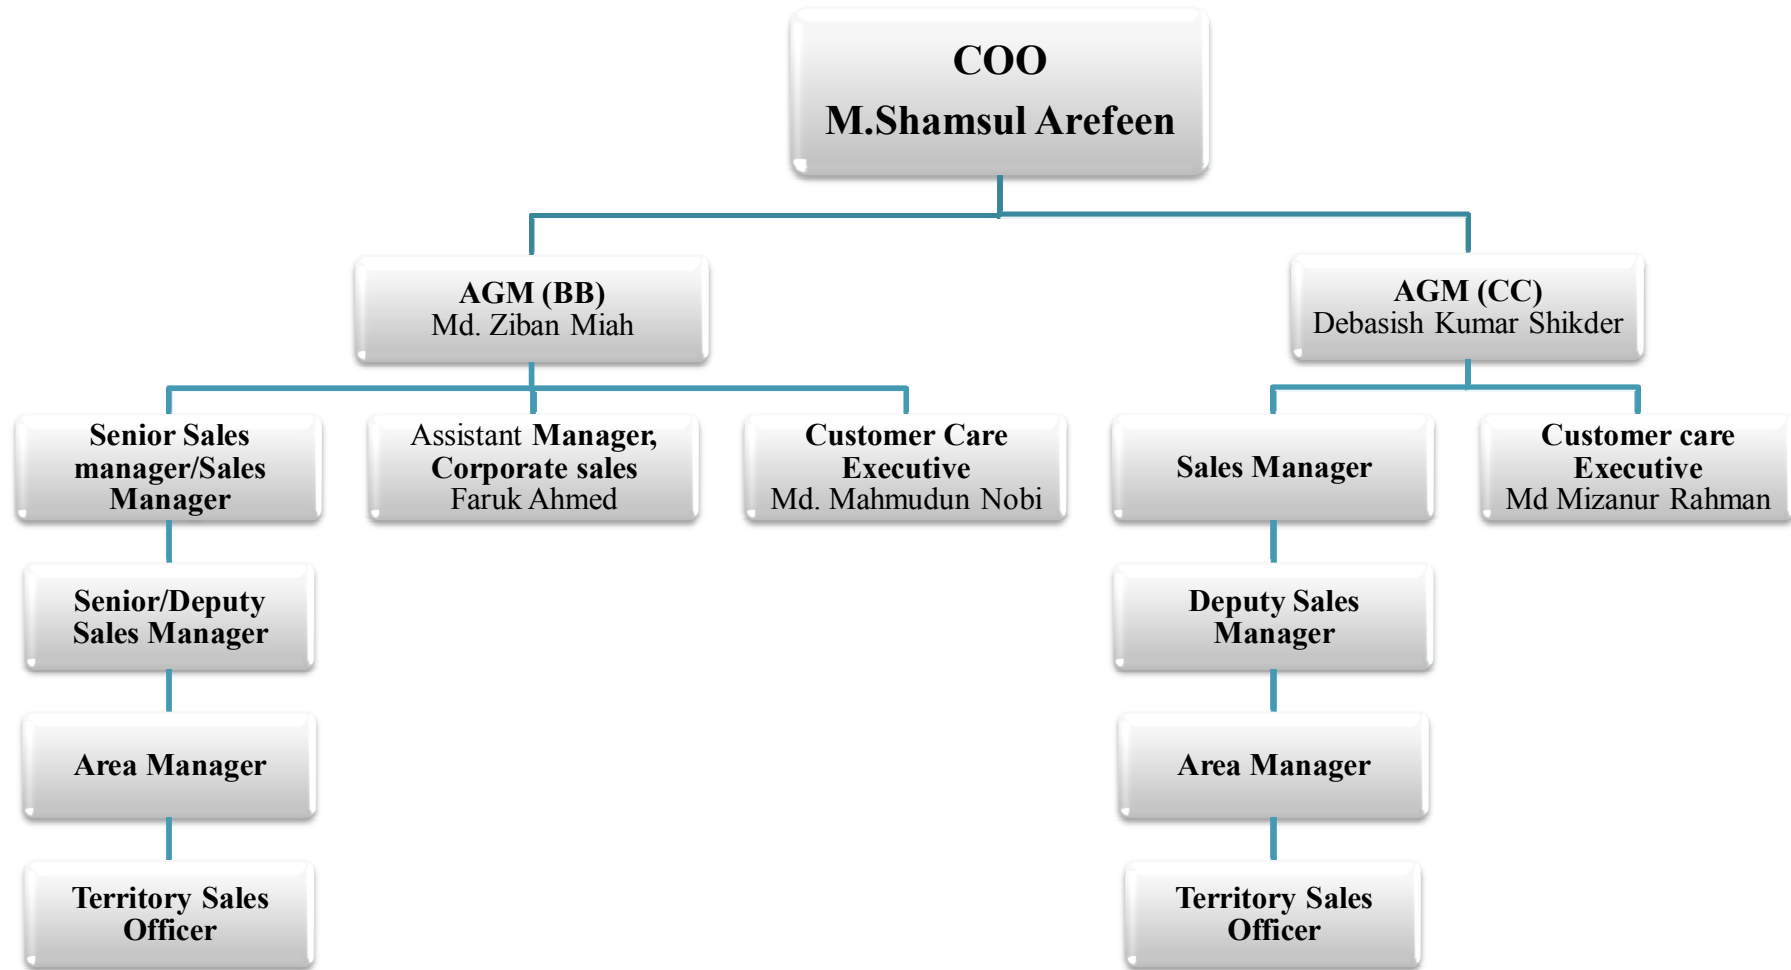 COO
M.Shamsul Arefeen
AGM (BB)
Md. Ziban Miah
AGM (CC)
Debasish Kumar Shikder
Senior Sales
manager/Sales
Manager
Assistant Manager,
Corporate sales
Faruk Ahmed
Customer Care
Executive
Md. Mahmudun Nobi
Sales Manager
Customer care
Executive
Md Mizanur Rahman
Senior/Deputy
Sales Manager
Deputy Sales
Manager
Area Manager
Area Manager
Territory Sales
Officer
Territory Sales
Officer